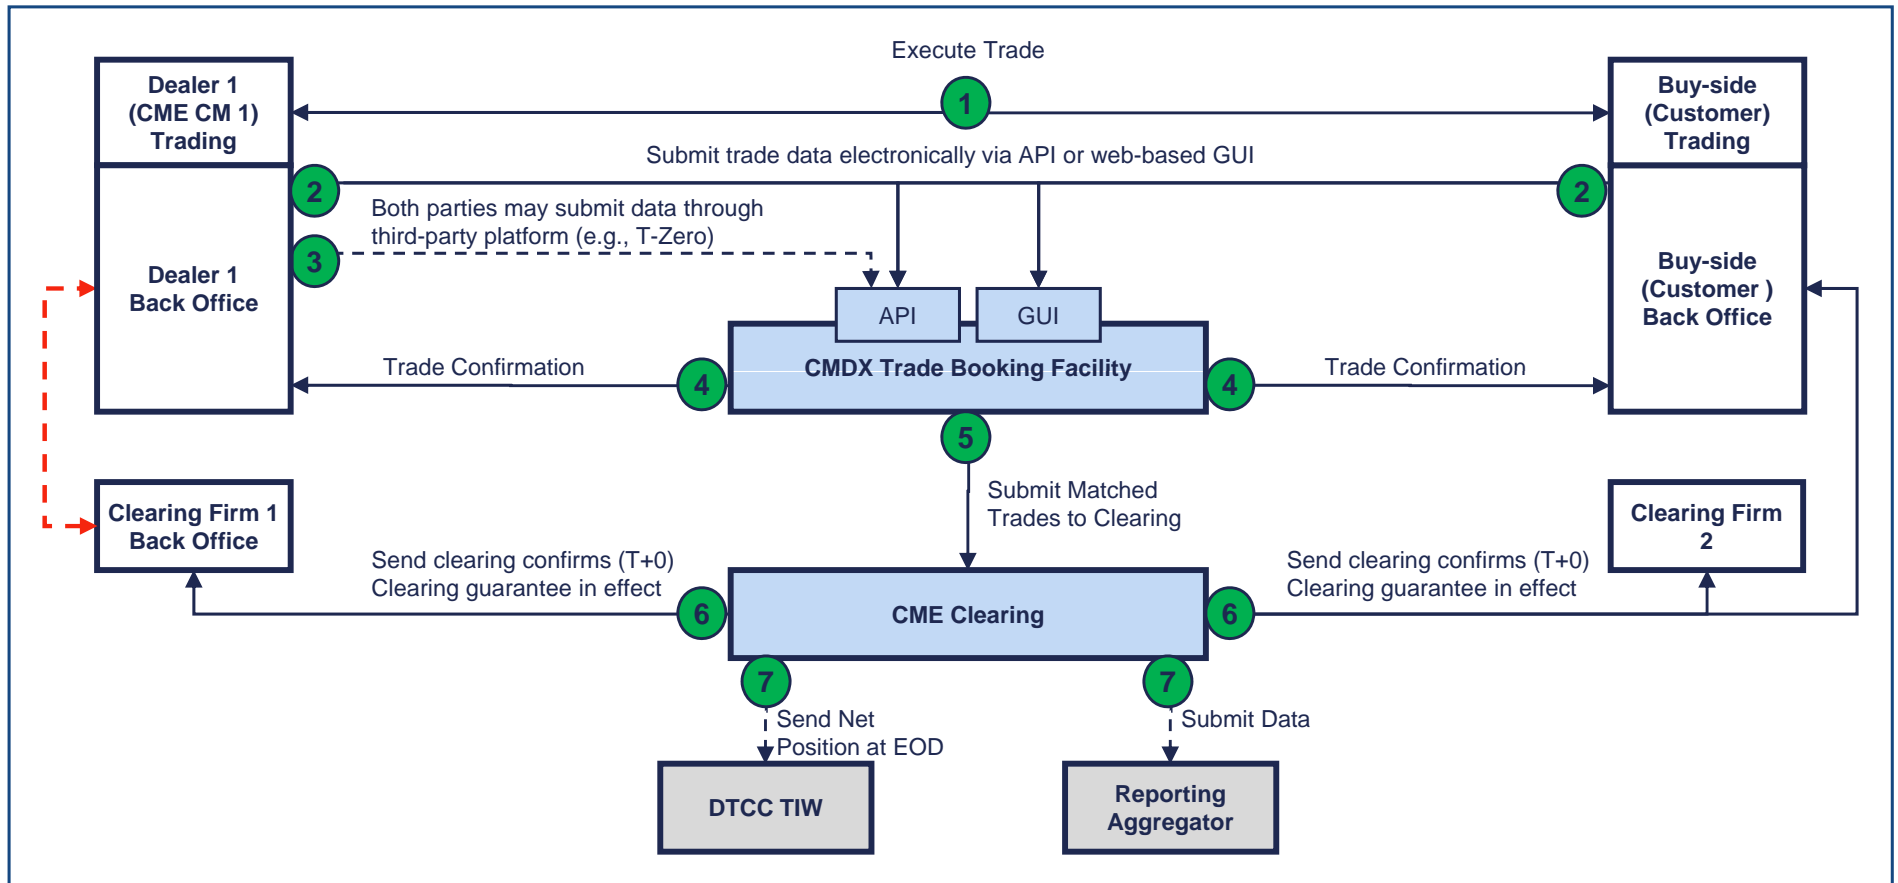 Execute Trade
1
Dealer 1
(CME CM 1)
Trading
Buy-side
(Customer)
Trading
Submit trade data electronically via API or web-based GUI
2
2
Both parties may submit data through
third-party platform (e.g., T-Zero)
3
Dealer 1
Back Office
Buy-side
(Customer )
Back Office
API
GUI
CMDX Trade Booking Facility
Trade Confirmation
4
4
Trade Confirmation
5
Submit Matched
Trades to Clearing
Clearing Firm 1
Back Office
Clearing Firm
2
Send clearing confirms (T+0)
Clearing guarantee in effect
6
CME Clearing
6
Send clearing confirms (T+0)
Clearing guarantee in effect
7
Send Net
Position at EOD
7
Submit Data
DTCC TIW
Reporting
Aggregator